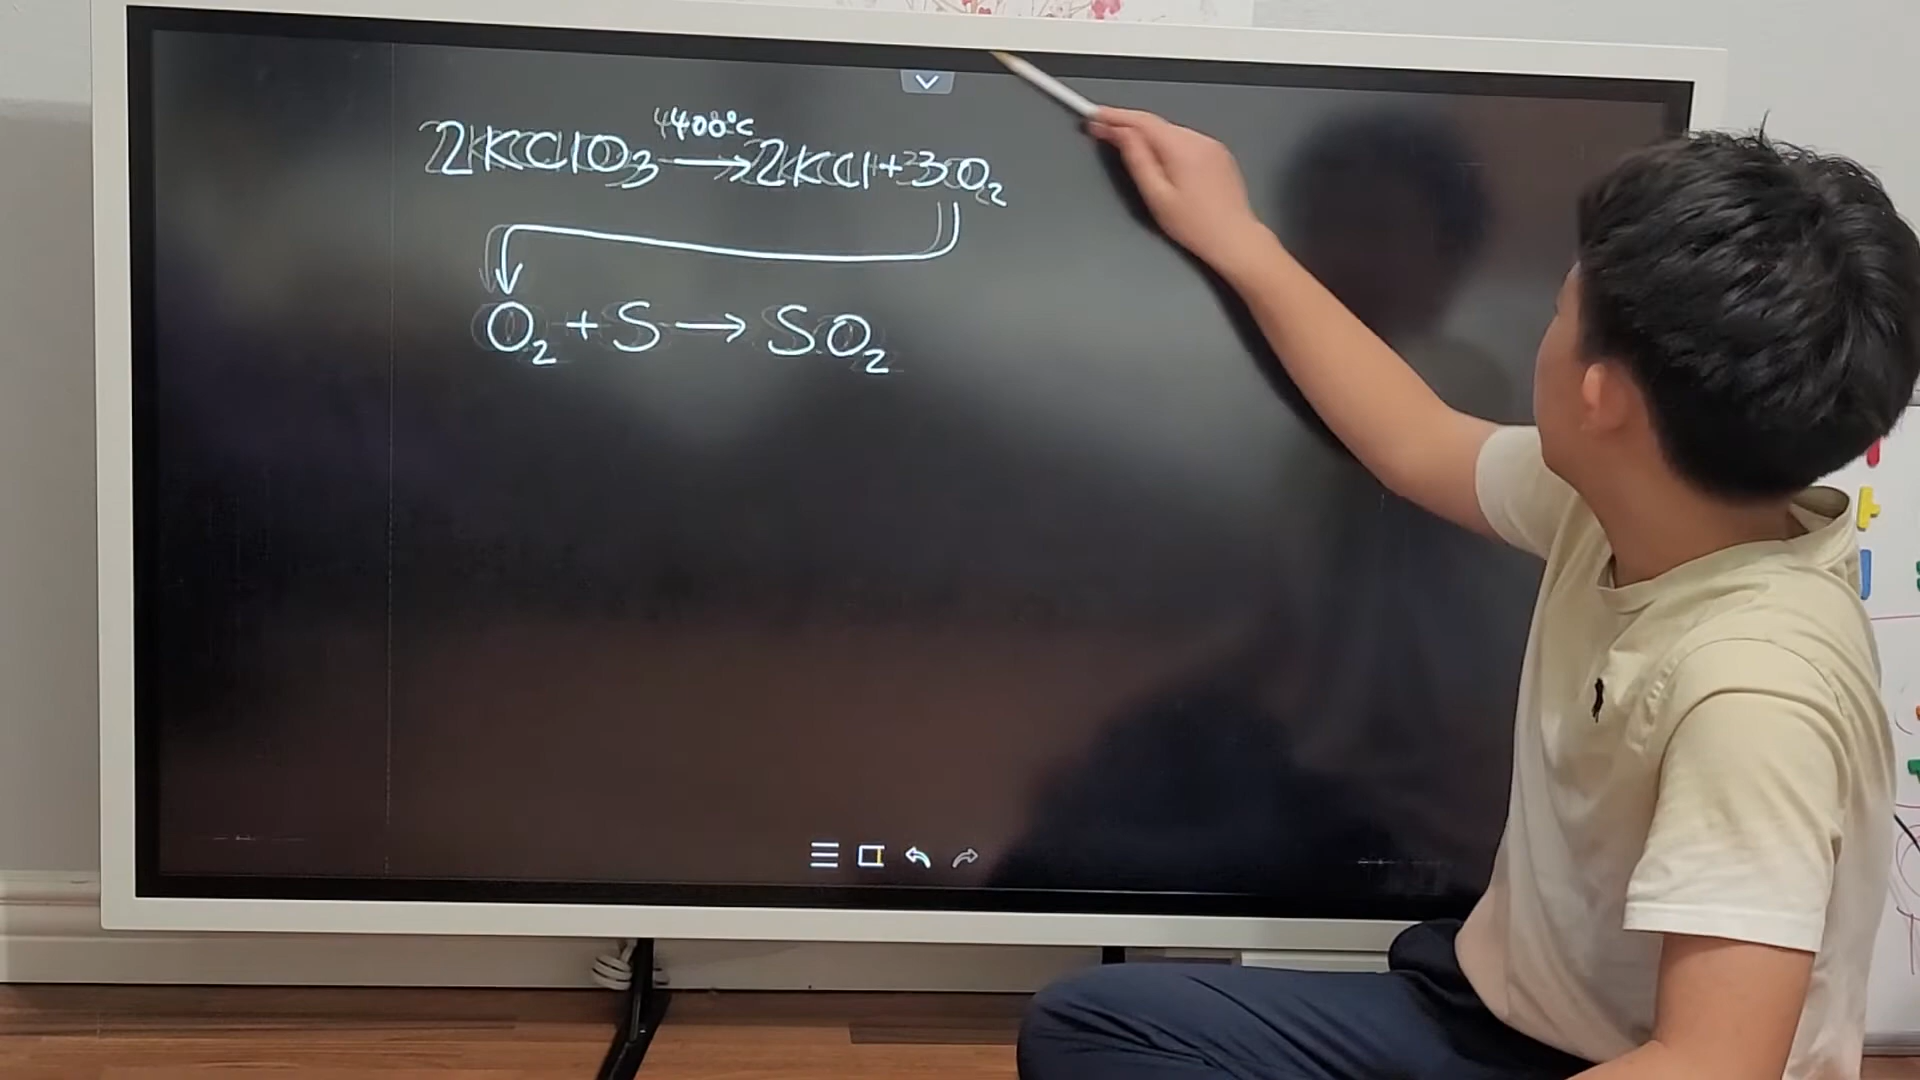 400°C
2KClO₃ → 2KCl + 3O₂
O₂ + S → SO₂